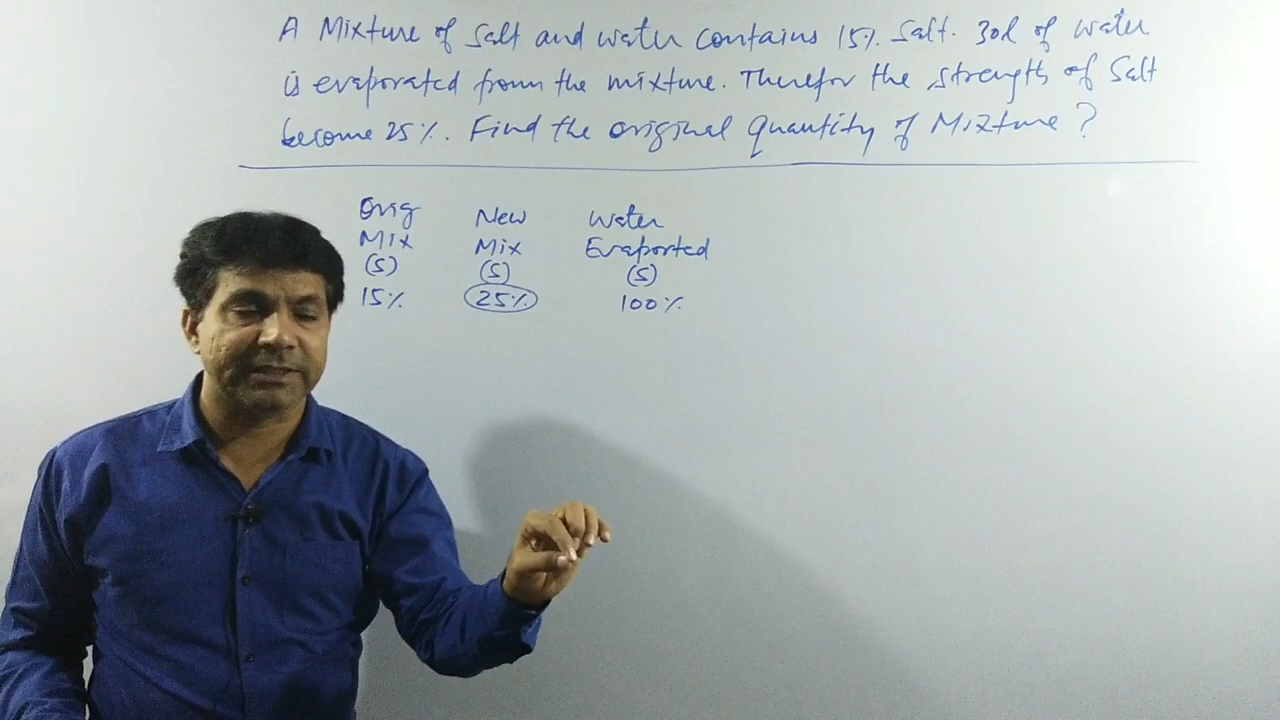 A Mixture of Salt and water contains 15%. Salt. 30l of water
is evaporated from the mixture. Therefor the strength of Salt
become 25%. Find the original Quantity of Mixture?
Orig New Water
Mix Mix Evaported
(S) (S) (S)
15% 25% 100%